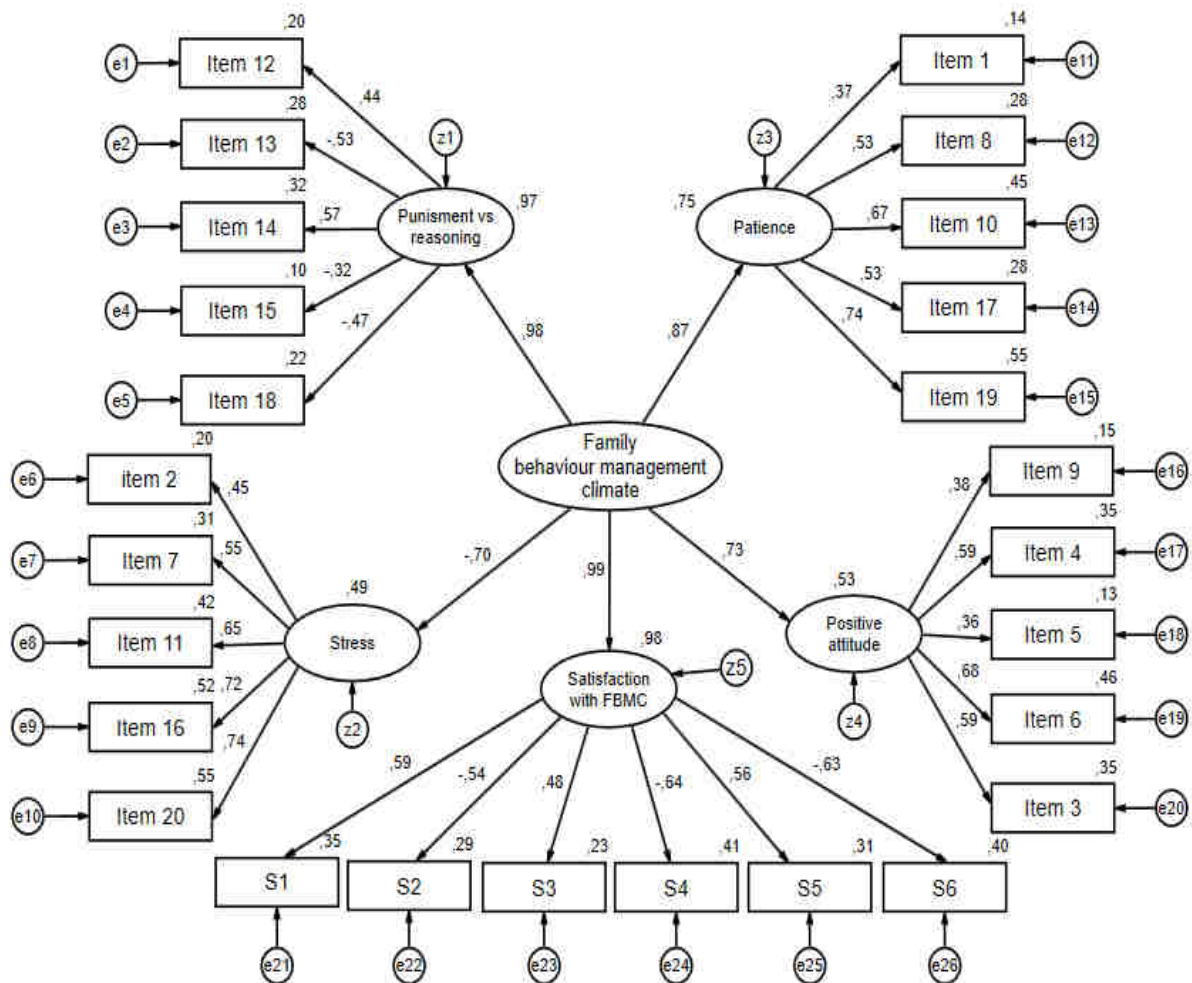 ,20
e1
Item 12
,44
,28
e2
Item 13
-,53
z1
,32
e3
Item 14
,57
Punisment vs
reasoning
,97
,10
e4
Item 15
-,32
,22
e5
Item 18
-,47
,98
,14
Item 1
e11
,37
,28
Item 8
e12
,53
z3
,45
Item 10
e13
,67
,75
Patience
,28
Item 17
e14
,53
,55
Item 19
e15
,74
,87
Family
behaviour management
climate
,20
e6
item 2
,45
,31
e7
Item 7
,55
,42
e8
Item 11
,65
,52
e9
Item 16
,72
,55
e10
Item 20
,74
,49
Stress
z2
-,70
,99
,73
,98
Satisfaction
with FBMC
z5
,53
Positive
attitude
z4
,15
Item 9
e16
,38
,35
Item 4
e17
,59
,13
Item 5
e18
,36
,46
Item 6
e19
,68
,35
Item 3
e20
,59
,59
-,54
,48
-,64
,56
-,63
,35
,29
,23
,41
,31
,40
S1
S2
S3
S4
S5
S6
e21
e22
e23
e24
e25
e26